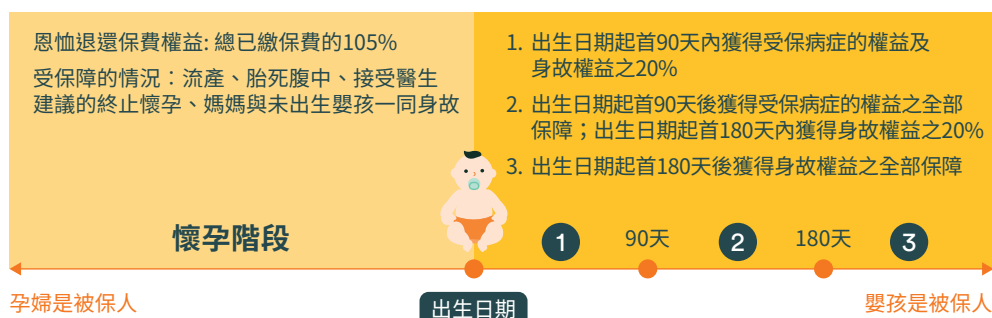 恩恤退還保費權益: 總已繳保費的105%
受保障的情況：流產、胎死腹中、接受醫生
建議的終止懷孕、媽媽與未出生嬰孩一同身故
1. 出生日期起首90天內獲得受保病症的權益及
身故權益之20%
2. 出生日期起首90天後獲得受保病症的權益之全部
保障；出生日期起首180天內獲得身故權益之20%
3. 出生日期起首180天後獲得身故權益之全部保障
懷孕階段
1
90天
2
180天
3
孕婦是被保人
出生日期
嬰孩是被保人